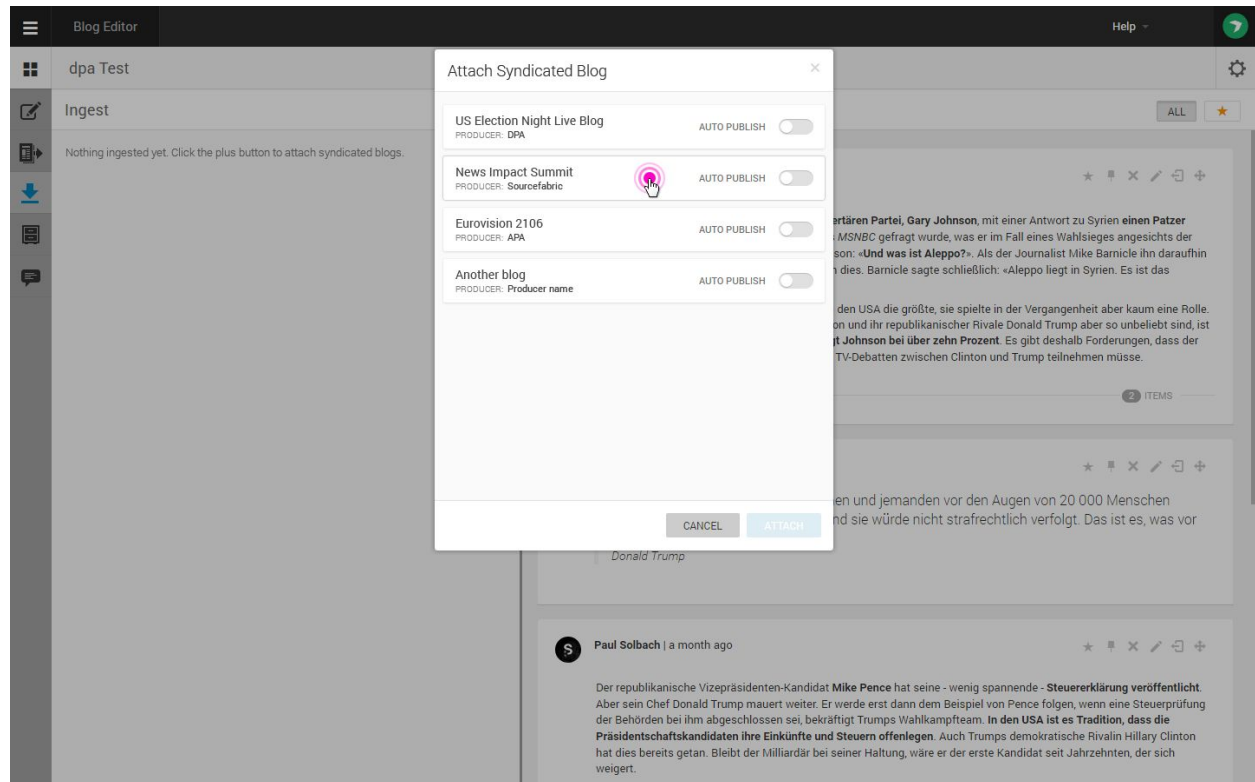 Blog Editor
Help
dpa Test
Ingest
ALL
Nothing ingested yet. Click the plus button to attach syndicated blogs.
Attach Syndicated Blog
US Election Night Live Blog
PRODUCER: DPA
AUTO PUBLISH
News Impact Summit
PRODUCER: Sourcefabric
AUTO PUBLISH
Eurovision 2106
PRODUCER: APA
AUTO PUBLISH
Another blog
PRODUCER: Producer name
AUTO PUBLISH
CANCEL
ATTACH
ertären Partei, Gary Johnson, mit einer Antwort zu Syrien einen Patzer
MSNBC gefragt wurde, was er im Fall eines Wahlsieges angesichts der
son: «Und was ist Aleppo?». Als der Journalist Mike Barnicle ihn daraufhin
dies. Barnicle sagte schließlich: «Aleppo liegt in Syrien. Es ist das
den USA die größte, sie spielte in der Vergangenheit aber kaum eine Rolle.
on und ihr republikanischer Rivale Donald Trump aber so unbeliebt sind, ist
gt Johnson bei über zehn Prozent. Es gibt deshalb Forderungen, dass der
TV-Debatten zwischen Clinton und Trump teilnehmen müsse.
2 ITEMS
en und jemanden vor den Augen von 20 000 Menschen
nd sie würde nicht strafrechtlich verfolgt. Das ist es, was vor
Donald Trump
S
Paul Solbach | a month ago
Der republikanische Vizepräsidenten-Kandidat Mike Pence hat seine - wenig spannende - Steuererklärung veröffentlicht.
Aber sein Chef Donald Trump mauert weiter. Er werde erst dann dem Beispiel von Pence folgen, wenn eine Steuerprüfung
der Behörden bei ihm abgeschlossen sei, bekräftigt Trumps Wahlkampfteam. In den USA ist es Tradition, dass die
Präsidentschaftskandidaten ihre Einkünfte und Steuern offenlegen. Auch Trumps demokratische Rivalin Hillary Clinton
hat dies bereits getan. Bleibt der Milliardär bei seiner Haltung, wäre er der erste Kandidat seit Jahrzehnten, der sich
weigert.